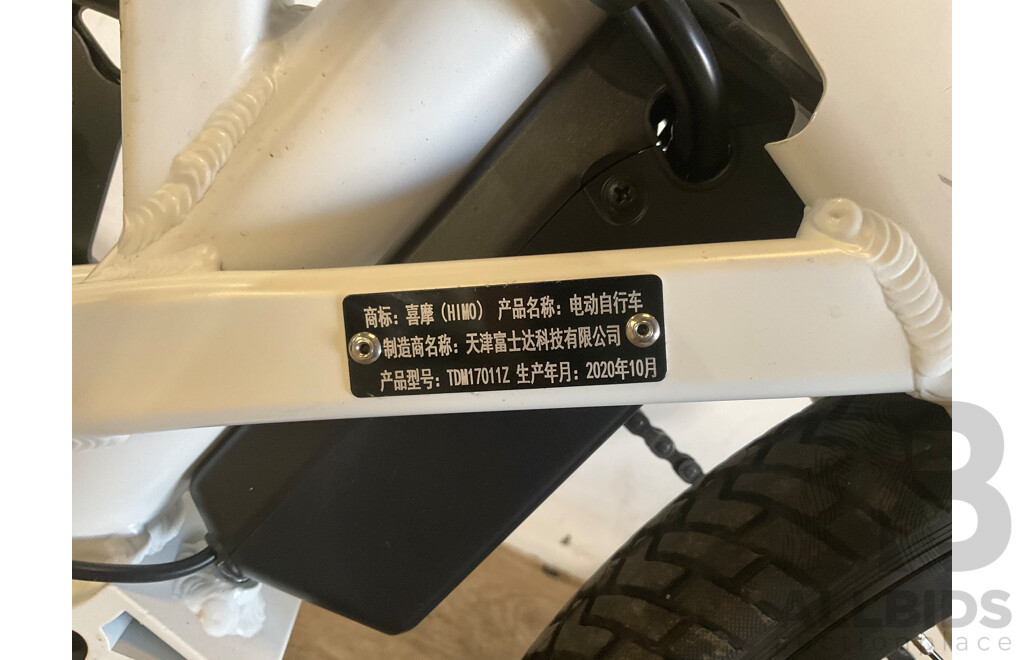 商标：喜摩（HIMO） 产品名称：电动自行车
制造商名称：天津富士达科技有限公司
产品型号：TDM17011Z 生产年月：2020年10月
ALLBIDS